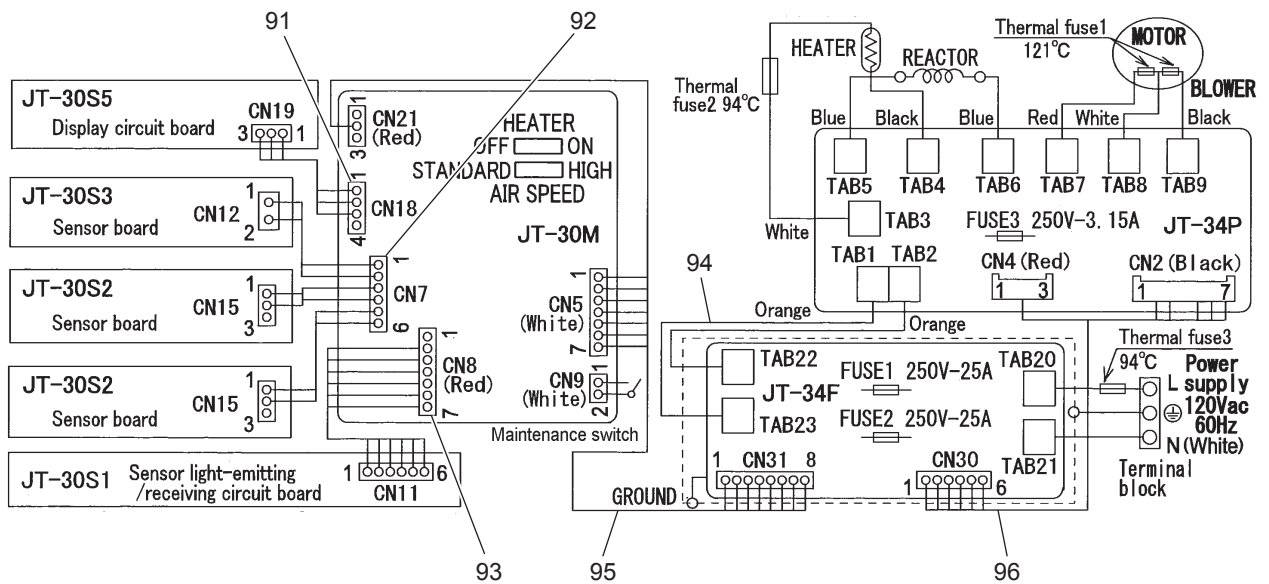 91
92
JT-30S5
Display circuit board
CN19
3 1
JT-30S3
Sensor board
CN12
1
2
JT-30S2
Sensor board
CN15
1
3
JT-30S2
Sensor board
CN15
1
3
JT-30S1
Sensor light-emitting
/receiving circuit board
1 6
CN11
1
CN21
(Red)
3
HEATER
OFF ON
STANDARD HIGH
AIR SPEED
1
CN18
4
JT-30M
1
CN7
6
1
CN8
(Red)
7
1
CN5
(White)
7
1
CN9
(White)
2
Maintenance switch
93
95
94
96
Thermal
fuse2 94°C
HEATER
REACTOR
Thermal fuse1
121°C
MOTOR
BLOWER
Blue
Black
Blue
Red
White
Black
TAB5
TAB4
TAB6
TAB7
TAB8
TAB9
White
TAB3
FUSE3 250V-3.15A
JT-34P
TAB1
TAB2
CN4(Red)
1 3
CN2(Black)
1 7
Orange
Orange
TAB22
TAB23
JT-34F
FUSE1 250V-25A
FUSE2 250V-25A
TAB20
TAB21
1 CN31 8
CN30
1 6
GROUND
Thermal fuse3
94°C
Power
supply
L
120Vac
60Hz
N(White)
Terminal
block